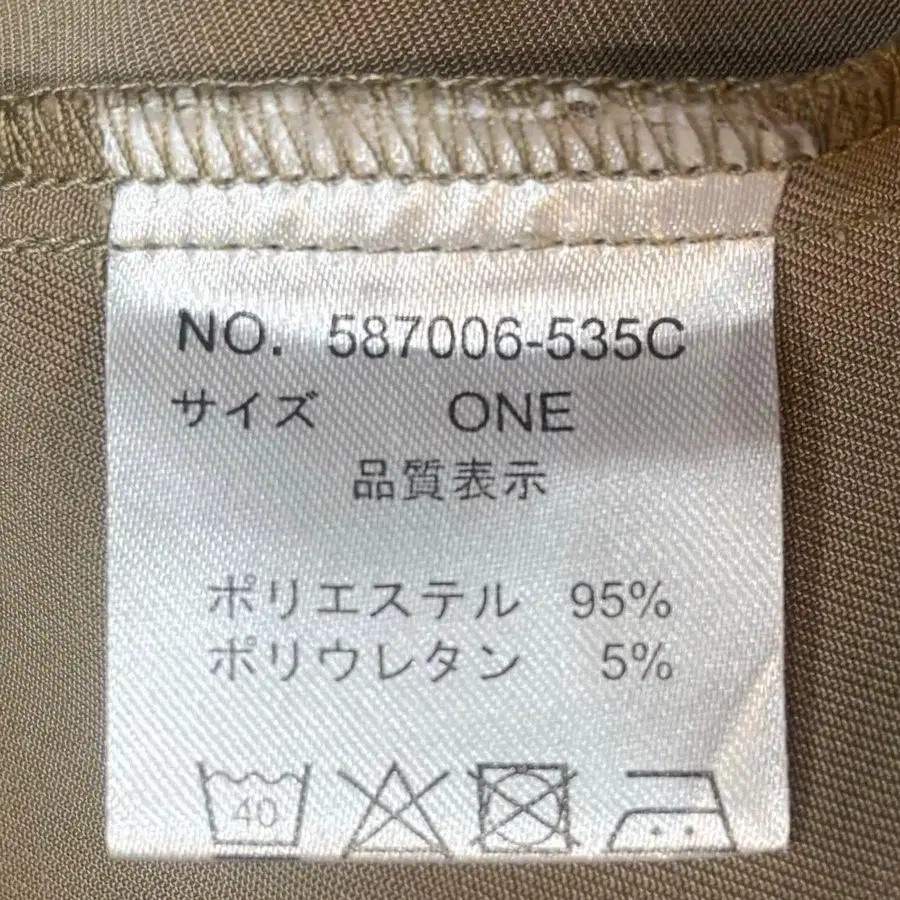 NO. 587006-535C
サイズ ONE
品質表示
ポリエステル 95%
ポリウレタン 5%
40